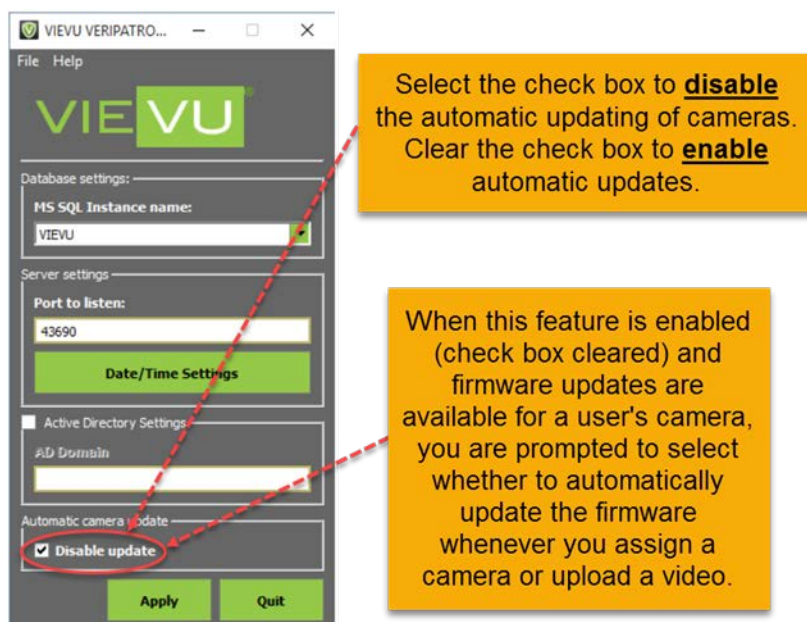 VIEVU VERIPATRO...
File Help
VIEVU®
Database settings:
MS SQL Instance name:
VIEVU
Server settings
Port to listen:
43690
Date/Time Settings
Active Directory Settings
AD Domain
Automatic camera update
Disable update
Apply Quit
Select the check box to disable
the automatic updating of cameras.
Clear the check box to enable
automatic updates.
When this feature is enabled
(check box cleared) and
firmware updates are
available for a user's camera,
you are prompted to select
whether to automatically
update the firmware
whenever you assign a
camera or upload a video.